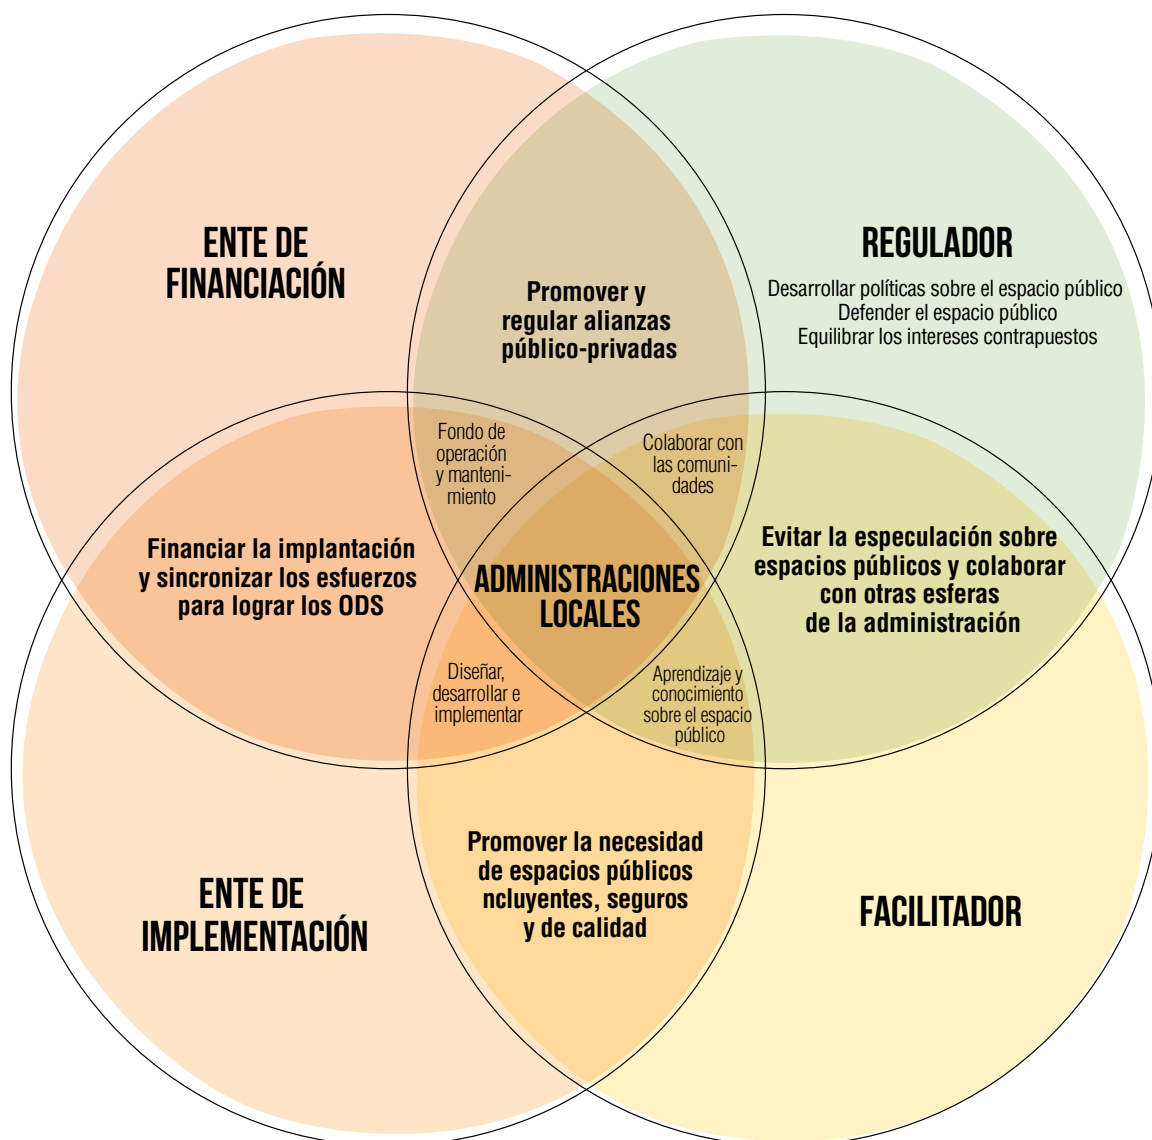 ENTE DE
FINANCIACIÓN
REGULADOR
Desarrollar políticas sobre el espacio público
Defender el espacio público
Equilibrar los intereses contrapuestos
Promover y
regular alianzas
público-privadas
Fondo de
operación
y manteni-
miento
Colaborar con
las comuni-
dades
Financiar la implantación
y sincronizar los esfuerzos
para lograr los ODS
ADMINISTRACIONES
LOCALES
Evitar la especulación sobre
espacios públicos y colaborar
con otras esferas
de la administración
Diseñar,
desarrollar e
implementar
Aprendizaje y
conocimiento
sobre el espacio
público
Promover la necesidad
de espacios públicos
ncluyentes, seguros
y de calidad
ENTE DE
IMPLEMENTACIÓN
FACILITADOR